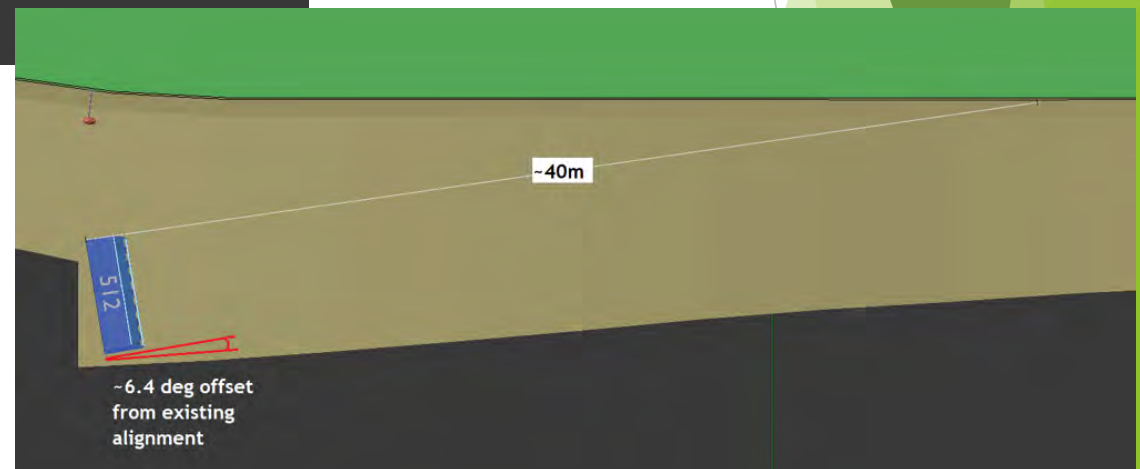 ~40m
512
~6.4 deg offset
from existing
alignment